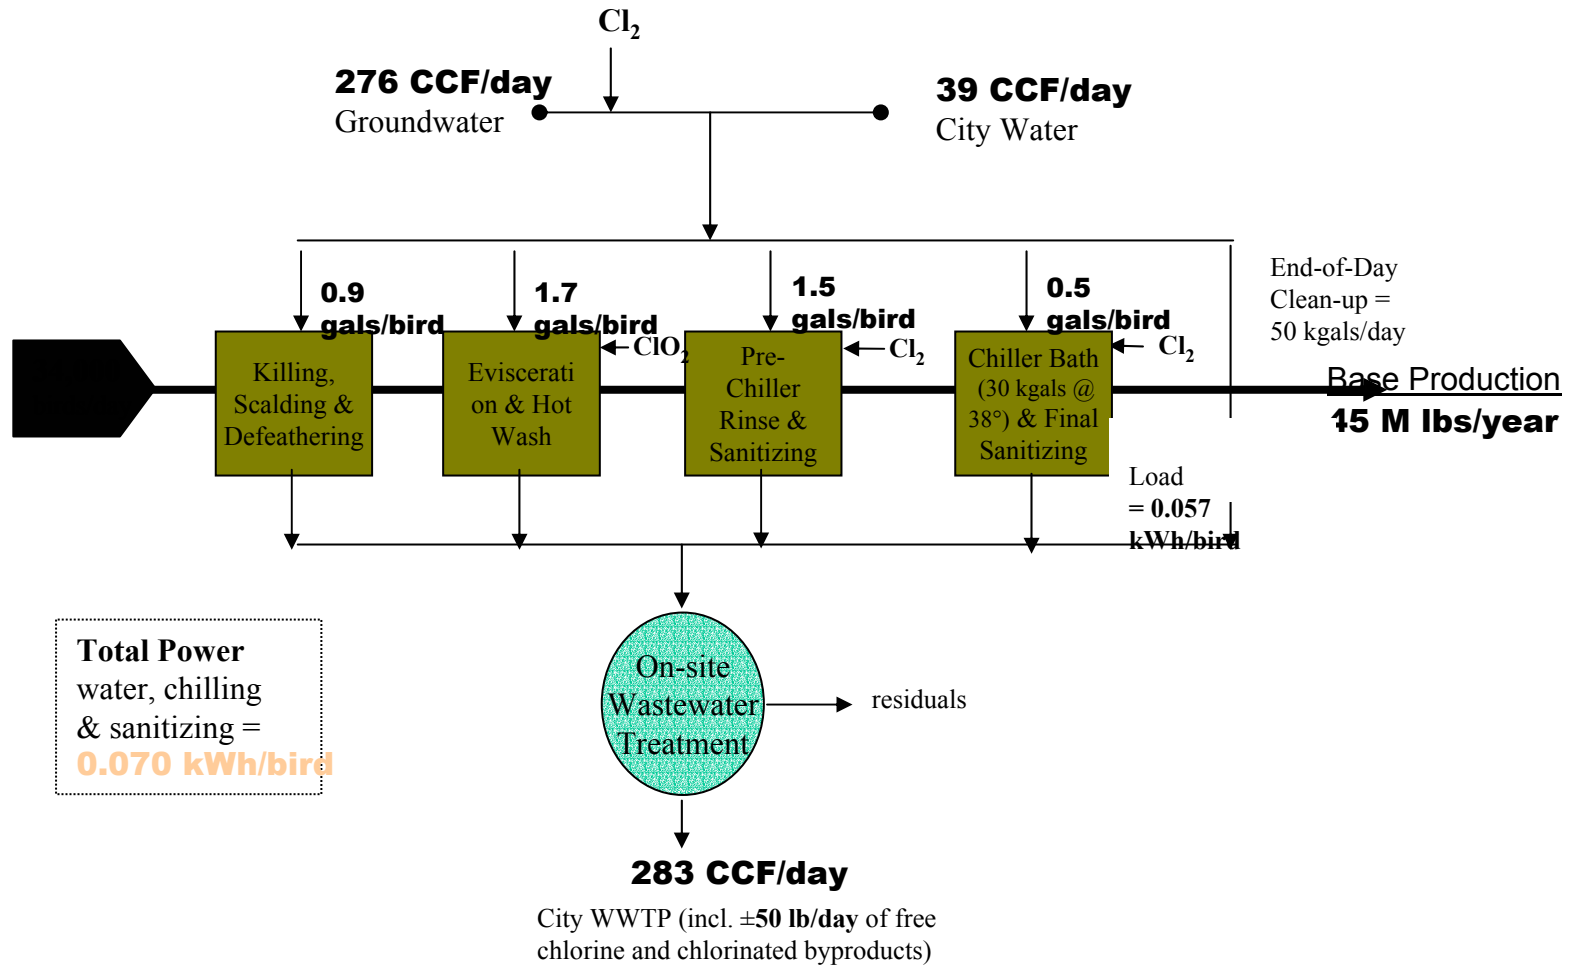 Cl₂
276 CCF/day
Groundwater
39 CCF/day
City Water
0.9
gals/bird
1.7
gals/bird
1.5
gals/bird
0.5
gals/bird
End-of-Day
Clean-up =
50 kgals/day
ClO₂
Cl₂
Cl₂
Killing,
Scalding &
Defeathering
Eviscerati
on & Hot
Wash
Pre-
Chiller
Rinse &
Sanitizing
Chiller Bath
(30 kgals @
38°) & Final
Sanitizing
Base Production
45 M lbs/year
Load
= 0.057
kWh/bird
Total Power
water, chilling
& sanitizing =
0.070 kWh/bird
On-site
Wastewater
Treatment
residuals
283 CCF/day
City WWTP (incl. ±50 lb/day of free
chlorine and chlorinated byproducts)